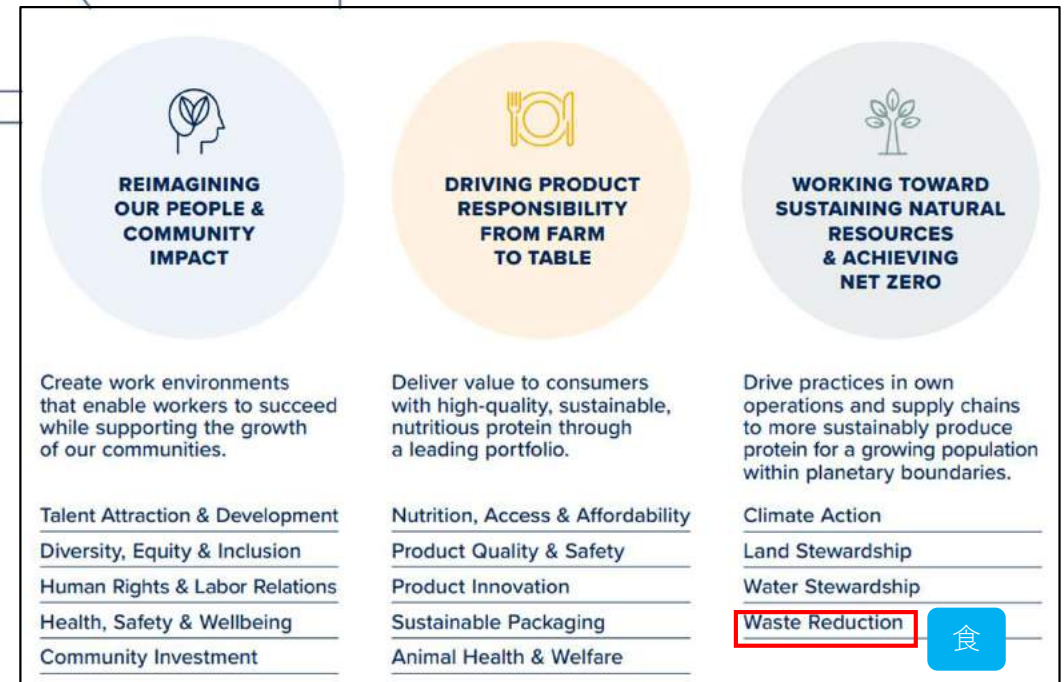 REIMAGINING
OUR PEOPLE &
COMMUNITY
IMPACT
Create work environments
that enable workers to succeed
while supporting the growth
of our communities.
Talent Attraction & Development
Diversity, Equity & Inclusion
Human Rights & Labor Relations
Health, Safety & Wellbeing
Community Investment
DRIVING PRODUCT
RESPONSIBILITY
FROM FARM
TO TABLE
Deliver value to consumers
with high-quality, sustainable,
nutritious protein through
a leading portfolio.
Nutrition, Access & Affordability
Product Quality & Safety
Product Innovation
Sustainable Packaging
Animal Health & Welfare
WORKING TOWARD
SUSTAINING NATURAL
RESOURCES
& ACHIEVING
NET ZERO
Drive practices in own
operations and supply chains
to more sustainably produce
protein for a growing population
within planetary boundaries.
Climate Action
Land Stewardship
Water Stewardship
Waste Reduction
食